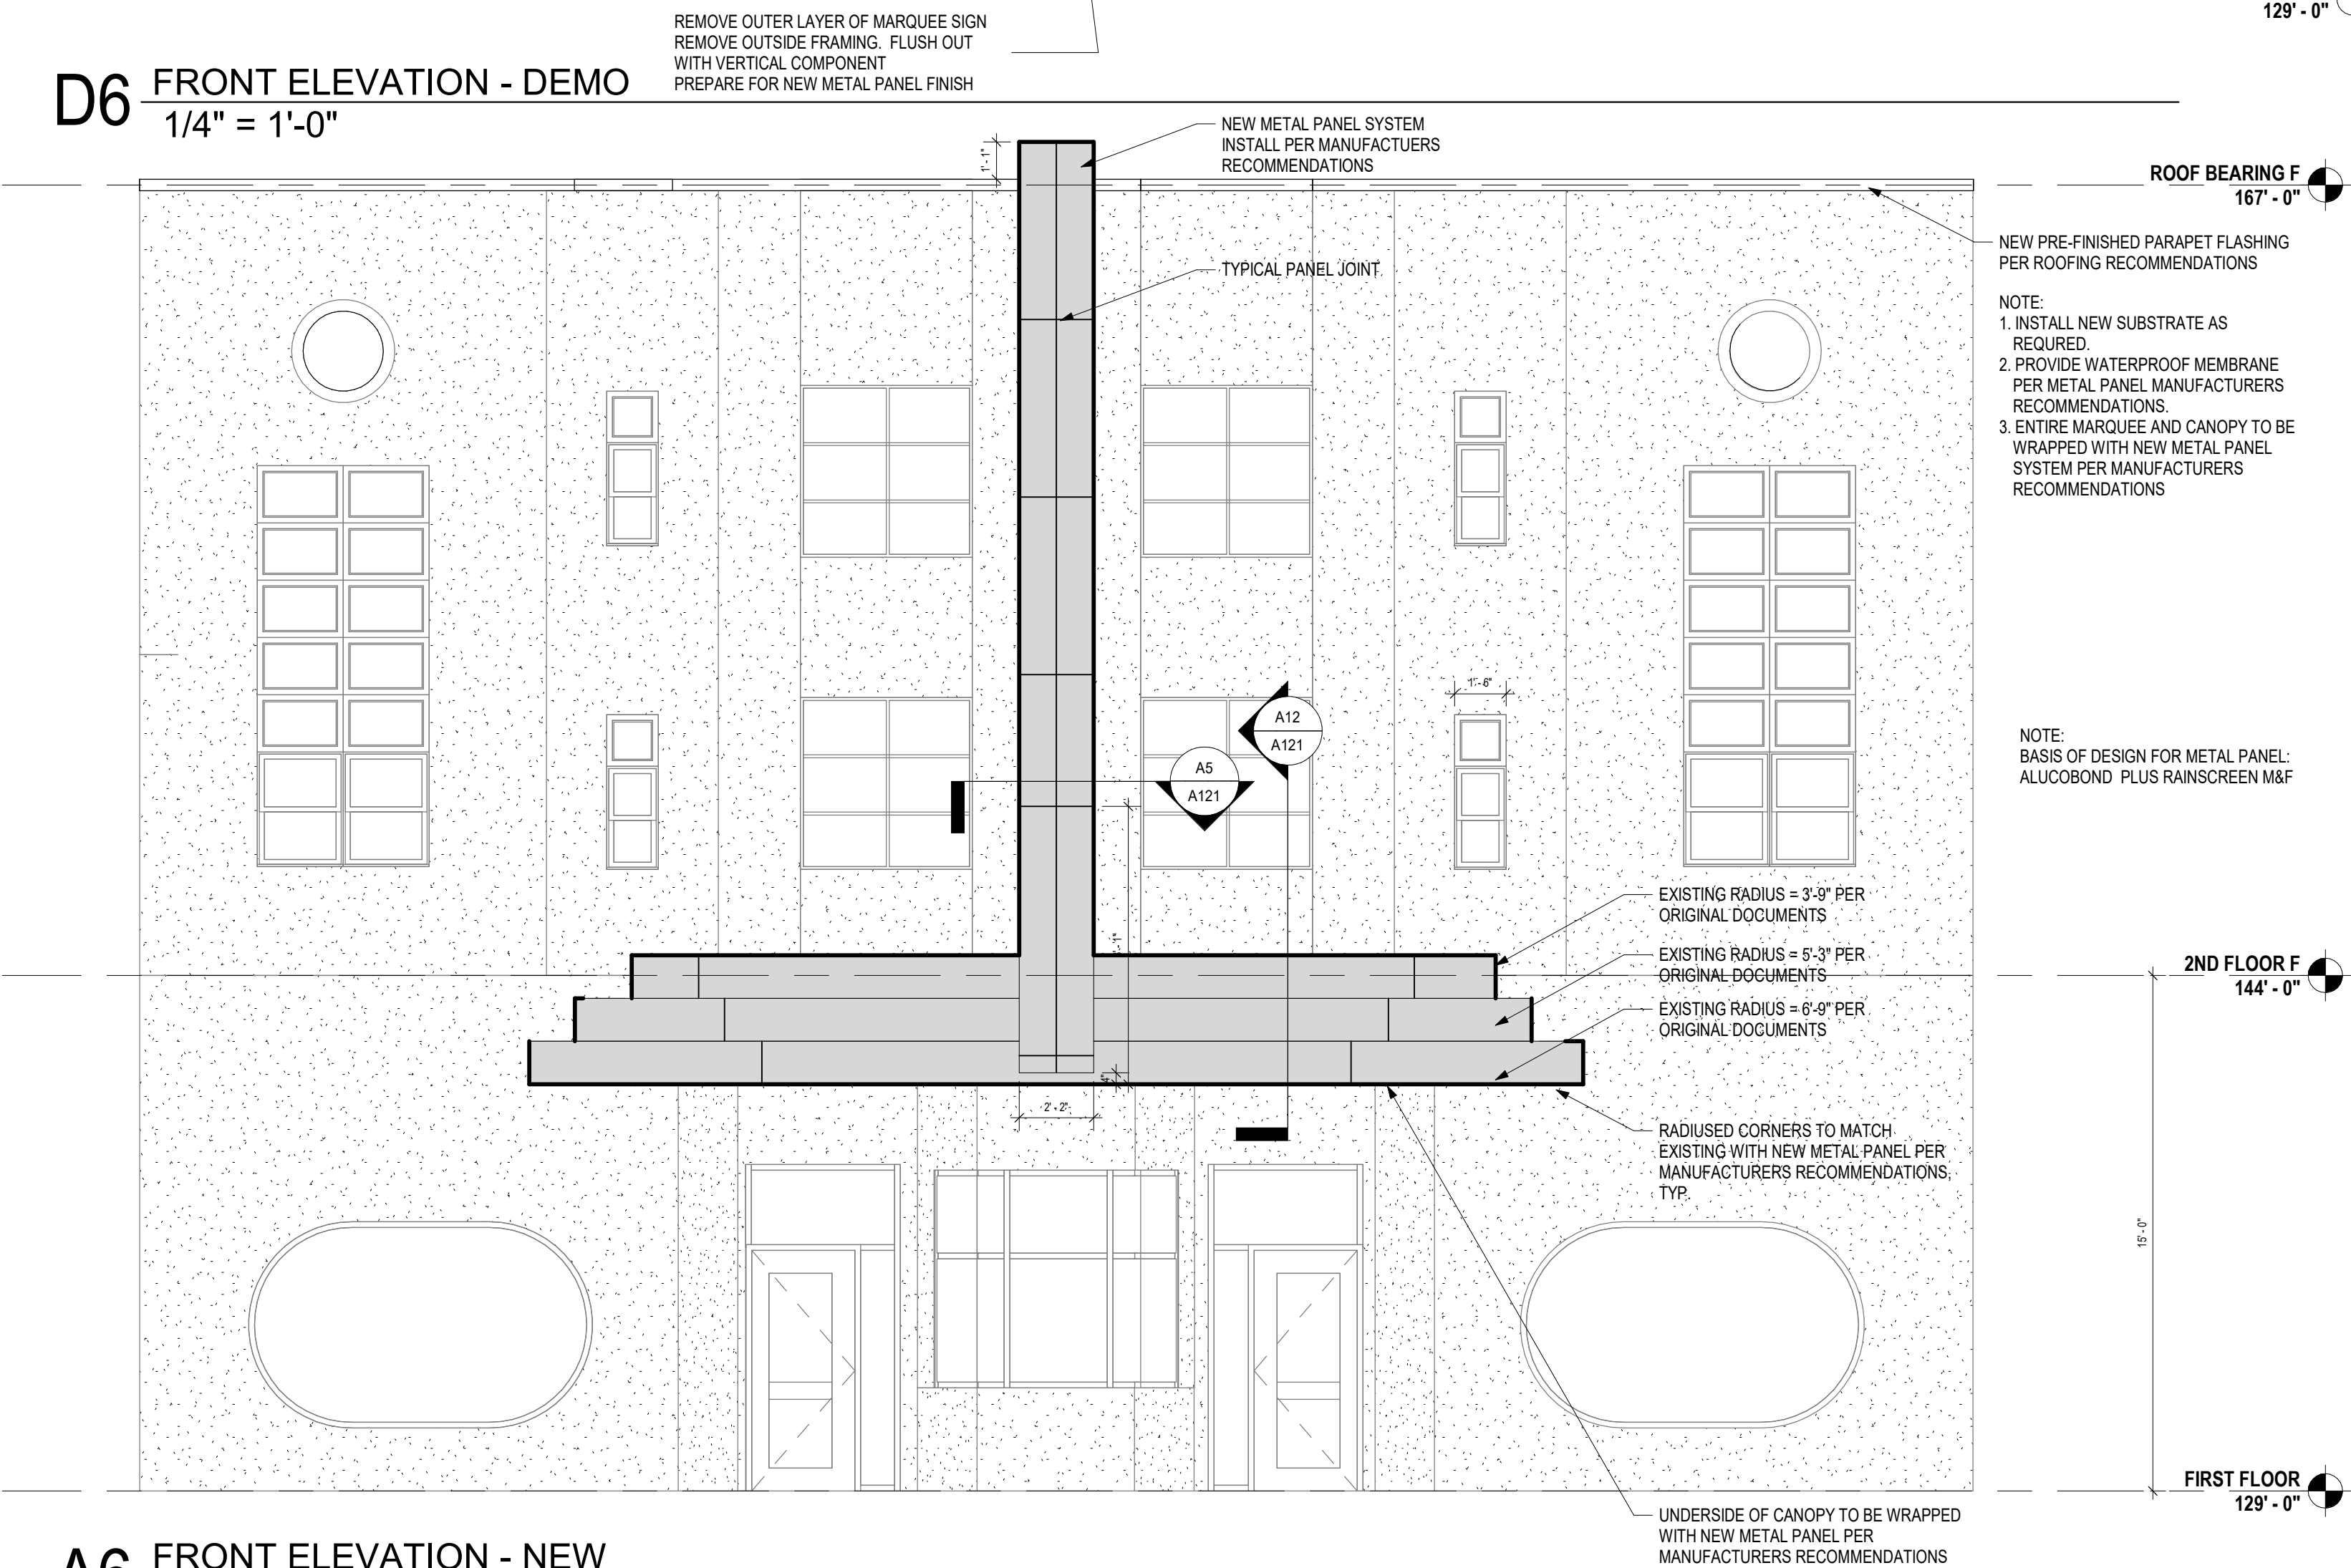 REMOVE OUTER LAYER OF MARQUEE SIGN
REMOVE OUTSIDE FRAMING. FLUSH OUT
WITH VERTICAL COMPONENT
PREPARE FOR NEW METAL PANEL FINISH
129' - 0"
D6 FRONT ELEVATION - DEMO
1/4" = 1'-0"
NEW METAL PANEL SYSTEM
INSTALL PER MANUFACTUERS
RECOMMENDATIONS
1' - 1"
ROOF BEARING F
167' - 0"
NEW PRE-FINISHED PARAPET FLASHING
PER ROOFING RECOMMENDATIONS
TYPICAL PANEL JOINT
NOTE:
1. INSTALL NEW SUBSTRATE AS
REQURED.
2. PROVIDE WATERPROOF MEMBRANE
PER METAL PANEL MANUFACTURERS
RECOMMENDATIONS.
3. ENTIRE MARQUEE AND CANOPY TO BE
WRAPPED WITH NEW METAL PANEL
SYSTEM PER MANUFACTURERS
RECOMMENDATIONS
1' - 6"
A12
A121
A5
A121
NOTE:
BASIS OF DESIGN FOR METAL PANEL:
ALUCOBOND PLUS RAINSCREEN M&F
EXISTING RADIUS = 3'-9" PER
ORIGINAL DOCUMENTS
EXISTING RADIUS = 5'-3" PER
ORIGINAL DOCUMENTS
EXISTING RADIUS = 6'-9" PER
ORIGINAL DOCUMENTS
2ND FLOOR F
144' - 0"
4"
2' - 2"
RADIUSED CORNERS TO MATCH
EXISTING WITH NEW METAL PANEL PER
MANUFACTURERS RECOMMENDATIONS,
TYP.
15' - 0"
FIRST FLOOR
129' - 0"
UNDERSIDE OF CANOPY TO BE WRAPPED
WITH NEW METAL PANEL PER
MANUFACTURERS RECOMMENDATIONS
A6 FRONT ELEVATION - NEW